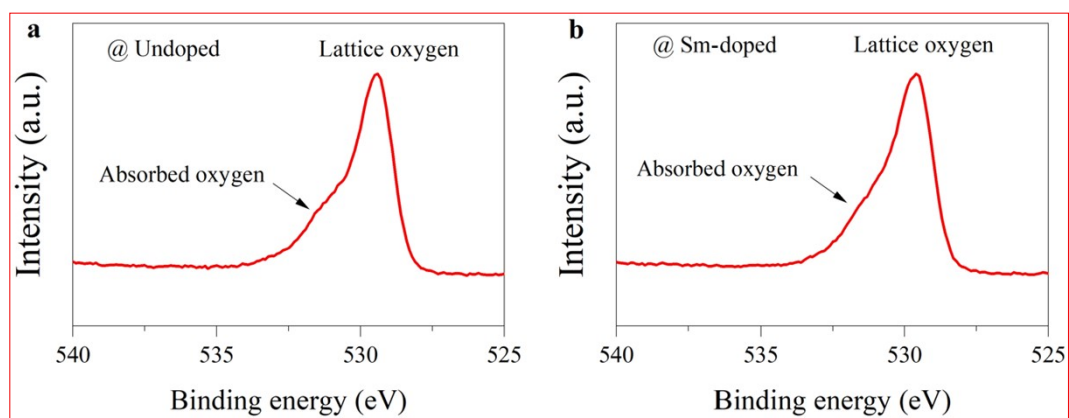 a
@ Undoped
Lattice oxygen
Absorbed oxygen
Intensity (a.u.)
540
535
530
525
Binding energy (eV)
b
@ Sm-doped
Lattice oxygen
Absorbed oxygen
Intensity (a.u.)
540
535
530
525
Binding energy (eV)